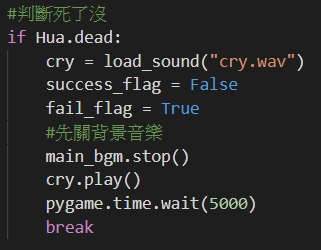 #判斷死了沒
if Hua.dead:
    cry = load_sound("cry.wav")
    success_flag = False
    fail_flag = True
    #先關背景音樂
    main_bgm.stop()
    cry.play()
    pygame.time.wait(5000)
    break